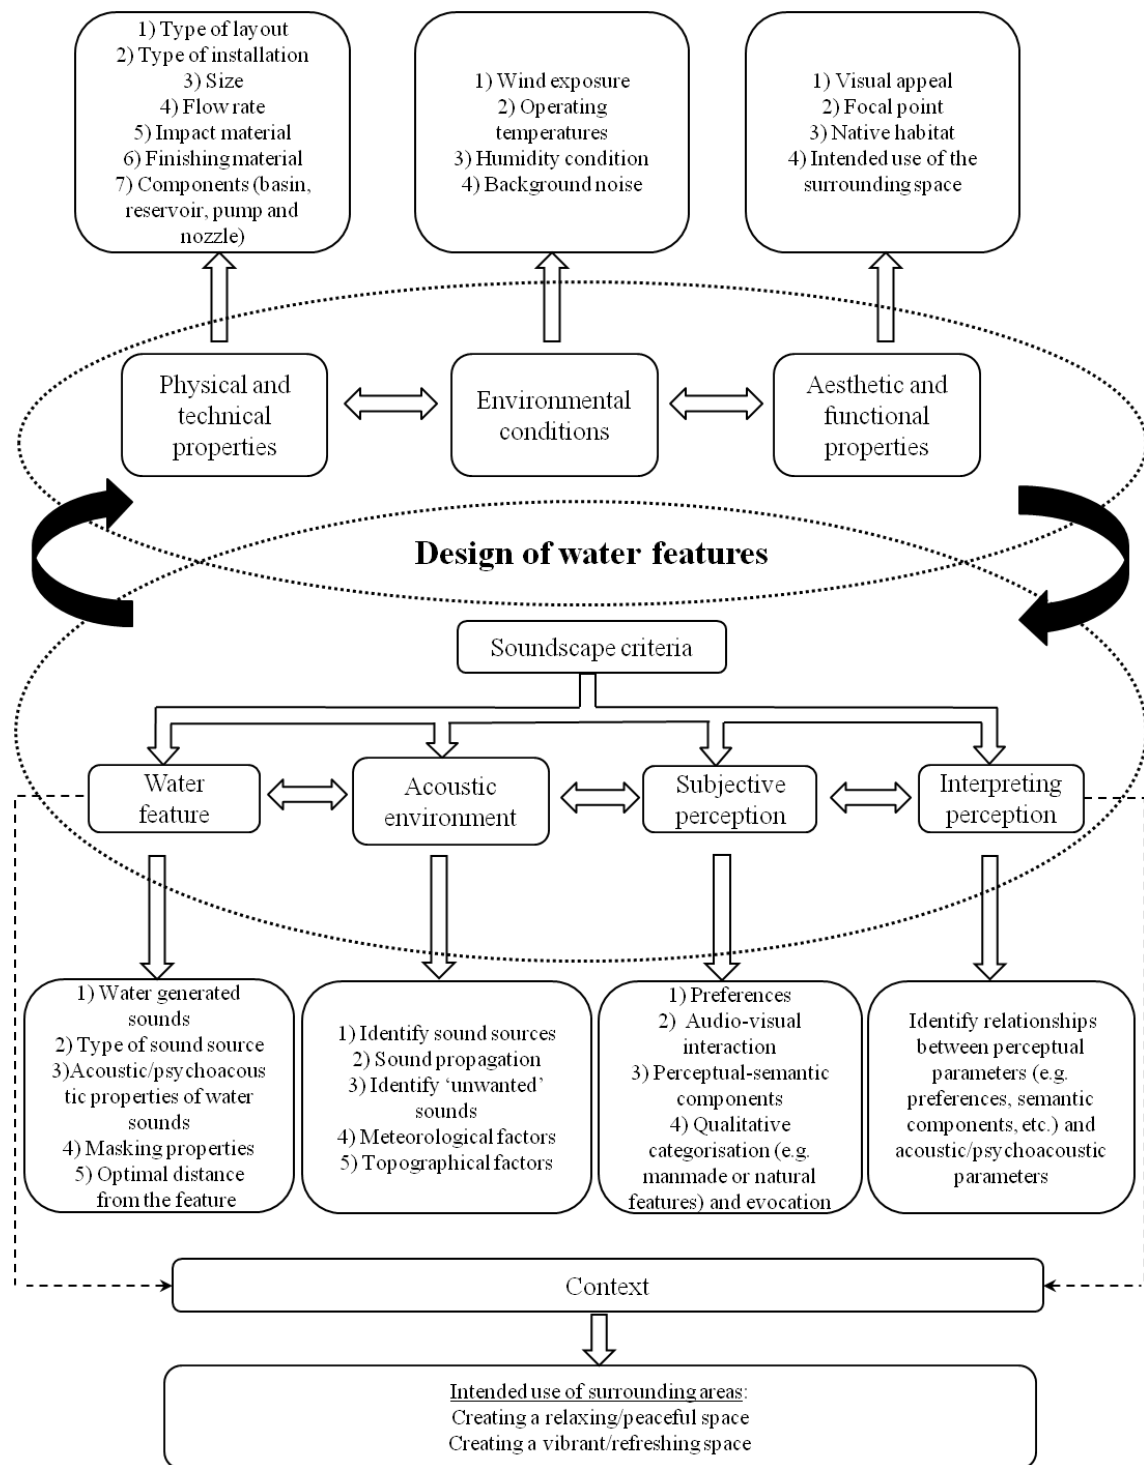 1) Type of layout
2) Type of installation
3) Size
4) Flow rate
5) Impact material
6) Finishing material
7) Components (basin,
reservoir, pump and
nozzle)
1) Wind exposure
2) Operating
temperatures
3) Humidity condition
4) Background noise
1) Visual appeal
2) Focal point
3) Native habitat
4) Intended use of the
surrounding space
Physical and
technical
properties
Environmental
conditions
Aesthetic and
functional
properties
Design of water features
Soundscape criteria
Water
feature
Acoustic
environment
Subjective
perception
Interpreting
perception
1) Water generated
sounds
2) Type of sound source
3)Acoustic/psychoacous
tic properties of water
sounds
4) Masking properties
5) Optimal distance
from the feature
1) Identify sound sources
2) Sound propagation
3) Identify ‘unwanted’
sounds
4) Meteorological factors
5) Topographical factors
1) Preferences
2) Audio-visual
interaction
3) Perceptual-semantic
components
4) Qualitative
categorisation (e.g.
manmade or natural
features) and evocation
Identify relationships
between perceptual
parameters (e.g.
preferences, semantic
components, etc.) and
acoustic/psychoacoustic
parameters
Context
Intended use of surrounding areas:
Creating a relaxing/peaceful space
Creating a vibrant/refreshing space